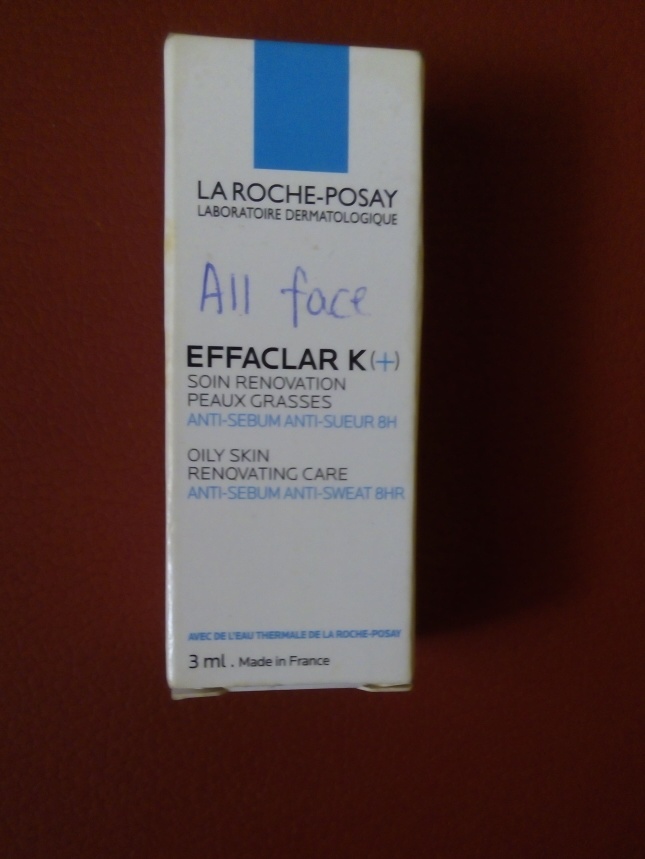 LA ROCHE-POSAY
LABORATOIRE DERMATOLOGIQUE
All face
EFFACLAR K(+)
SOIN RENOVATION
PEAUX GRASSES
ANTI-SEBUM ANTI-SUEUR 8H
OILY SKIN
RENOVATING CARE
ANTI-SEBUM ANTI-SWEAT 8HR
AVEC DE L'EAU THERMALE DE LA ROCHE-POSAY
3 ml . Made in France